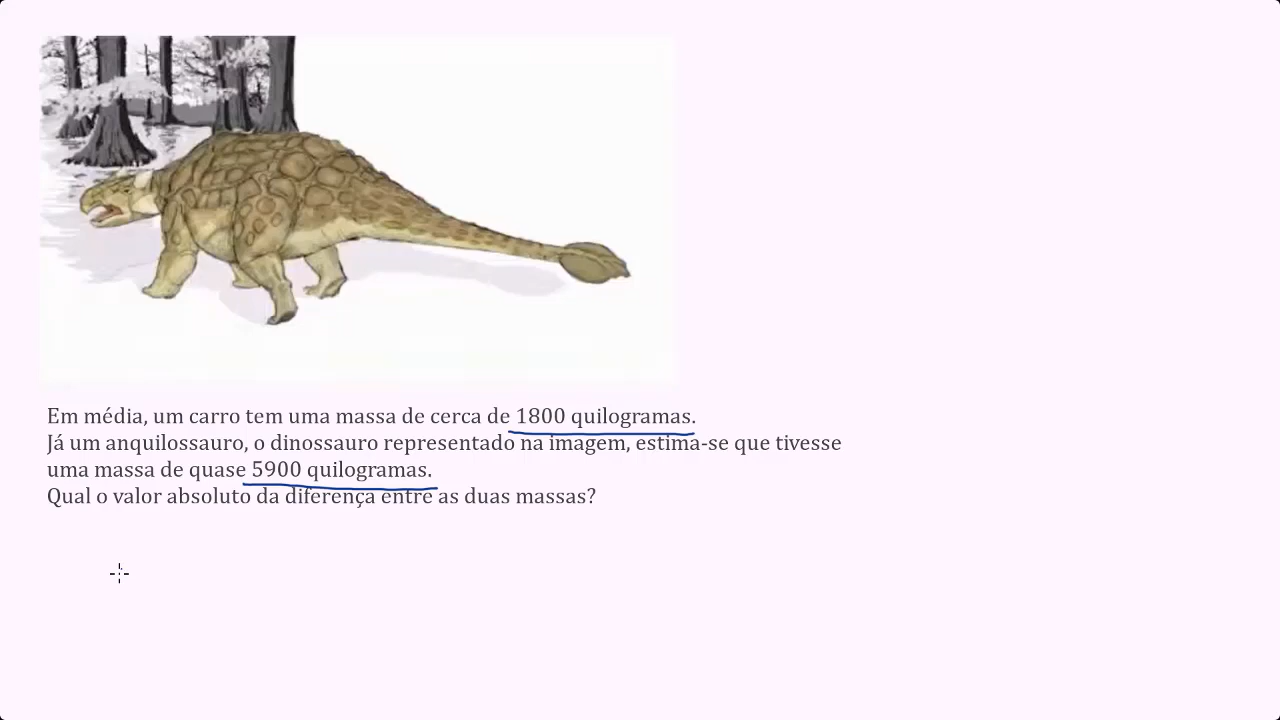 Em média, um carro tem uma massa de cerca de 1800 quilogramas.
Já um anquilossauro, o dinossauro representado na imagem, estima-se que tivesse
uma massa de quase 5900 quilogramas.
Qual o valor absoluto da diferença entre as duas massas?